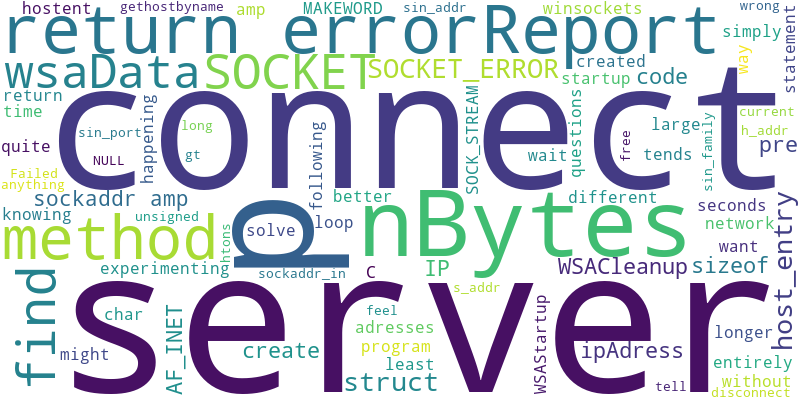 hostent gethostbyname amp MAKEWORD sin_addr winsockets wrong
return errorReport simply way statement
wsaData SOCKET SOCKET_ERROR created
startup code
return connect SOCK_STREAM questions current
time sin_port long large h_addr
quite NULL happening gt following wait free tends sin_family pre
Failed
anything
sockaddr amp better different seconds
knowing unsigned p solve loop nBytes network
method htons want
experimenting C IP WSACleanup sizeof host_entry
find sockaddr_in
server s_addr
char feel WSAStartup longer
AF_INET adresses
might create program ipAdress entirely
least
struct tell without
disconnect